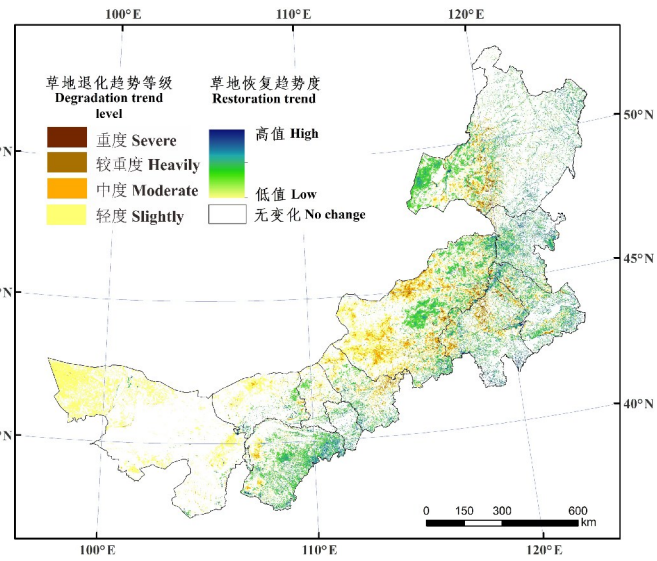 100°E 110°E 120°E
草地退化趋势等级
Degradation trend
level
重度 Severe
较重度 Heavily
中度 Moderate
轻度 Slightly
草地恢复趋势度
Restoration trend
高值 High
低值 Low
无变化 No change
50°N
45°N
40°N
°N
°N
°N
0 150 300 600
km
100°E 110°E 120°E